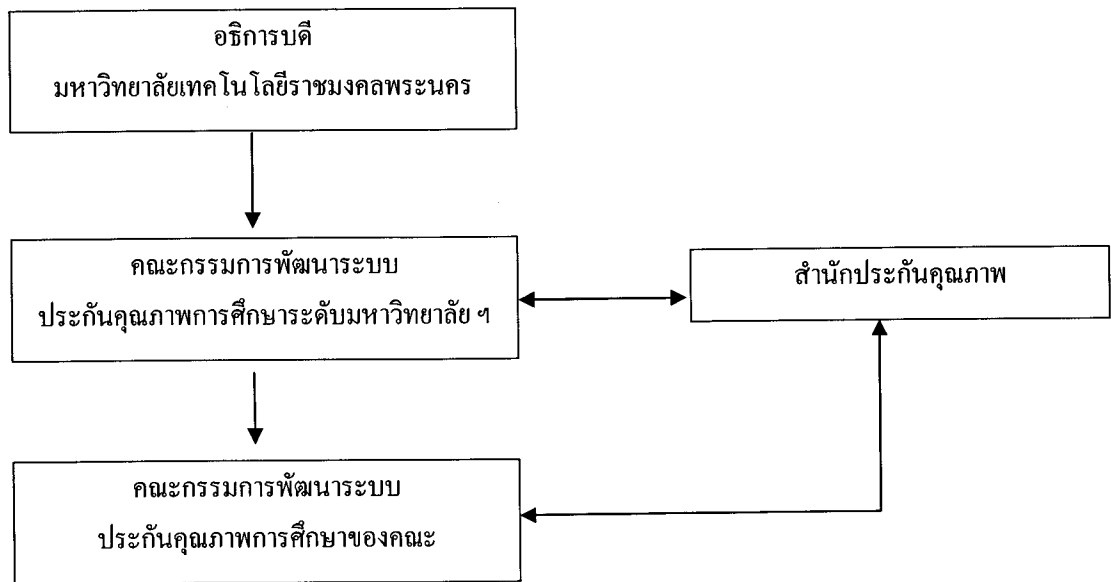 อธิการบดี
มหาวิทยาลัยเทคโนโลยีราชมงคลพระนคร
คณะกรรมการพัฒนาระบบ
ประกันคุณภาพการศึกษาระดับมหาวิทยาลัย ฯ
สำนักประกันคุณภาพ
คณะกรรมการพัฒนาระบบ
ประกันคุณภาพการศึกษาของคณะ